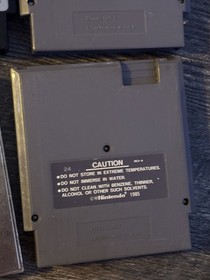 24
CAUTION
•DO NOT STORE IN EXTREME TEMPERATURES.
•DO NOT IMMERSE IN WATER.
•DO NOT CLEAN WITH BENZENE, THINNER,
ALCOHOL OR OTHER SUCH SOLVENTS.
©®Nintendo® 1985